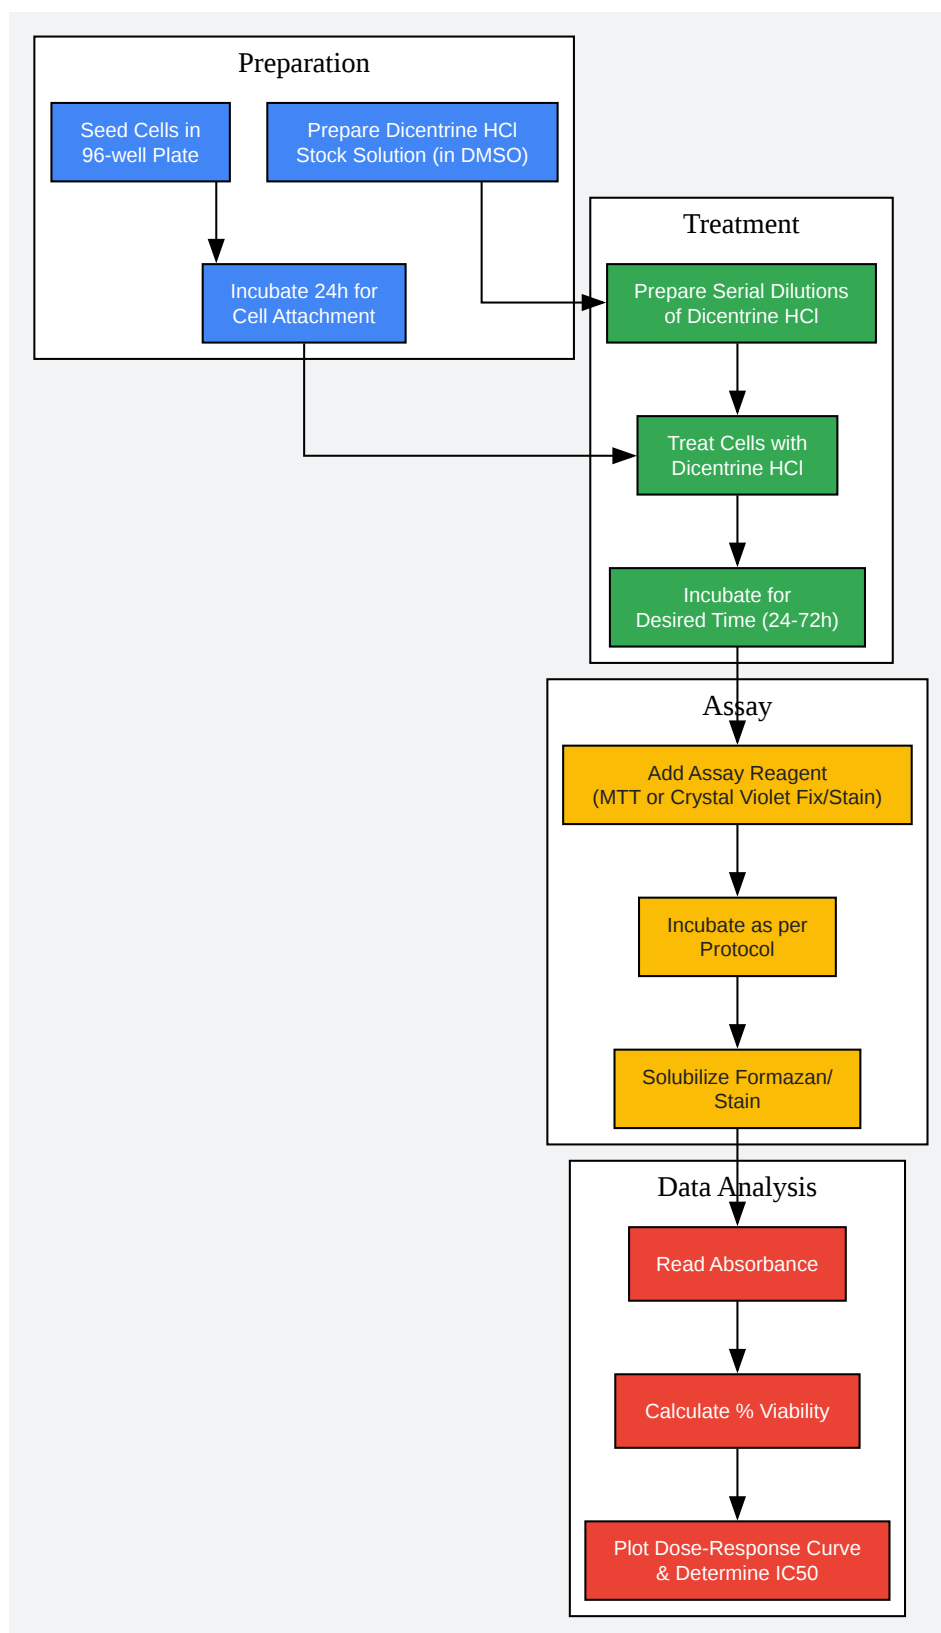 Preparation
Seed Cells in
96-well Plate
Prepare Dicentrine HCl
Stock Solution (in DMSO)
Incubate 24h for
Cell Attachment
Treatment
Prepare Serial Dilutions
of Dicentrine HCl
Treat Cells with
Dicentrine HCl
Incubate for
Desired Time (24-72h)
Assay
Add Assay Reagent
(MTT or Crystal Violet Fix/Stain)
Incubate as per
Protocol
Solubilize Formazan/
Stain
Data Analysis
Read Absorbance
Calculate % Viability
Plot Dose-Response Curve
& Determine IC50